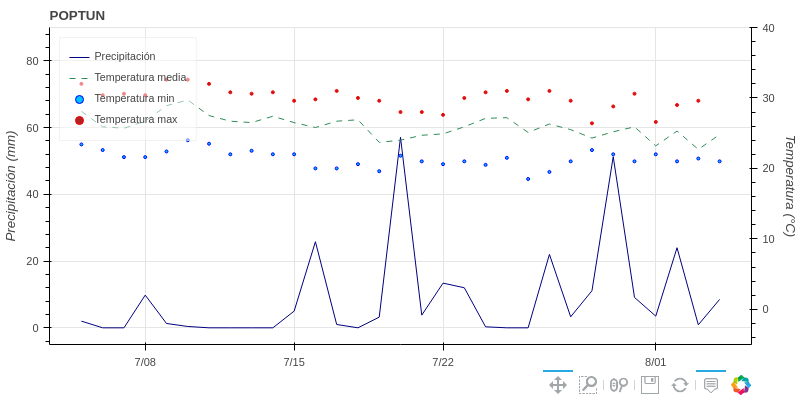 POPTUN
Precipitación
Temperatura media
Temperatura min
Temperatura max
80
60
40
20
0
Precipitación (mm)
40
30
20
10
0
Temperatura (°C)
7/08
7/15
7/22
8/01